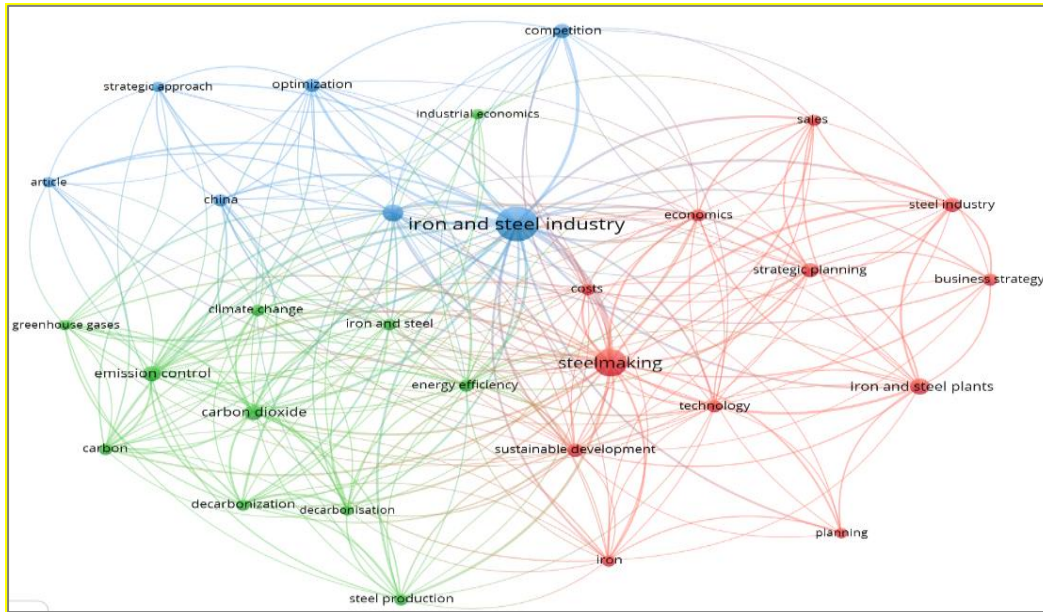 competition
strategic approach
optimization
industrial economics
sales
article
china
iron and steel industry
economics
steel industry
strategic planning
business strategy
costs
climate change
iron and steel
greenhouse gases
steelmaking
emission control
energy efficiency
iron and steel plants
carbon dioxide
technology
carbon
sustainable development
decarbonization
decarbonisation
planning
iron
steel production